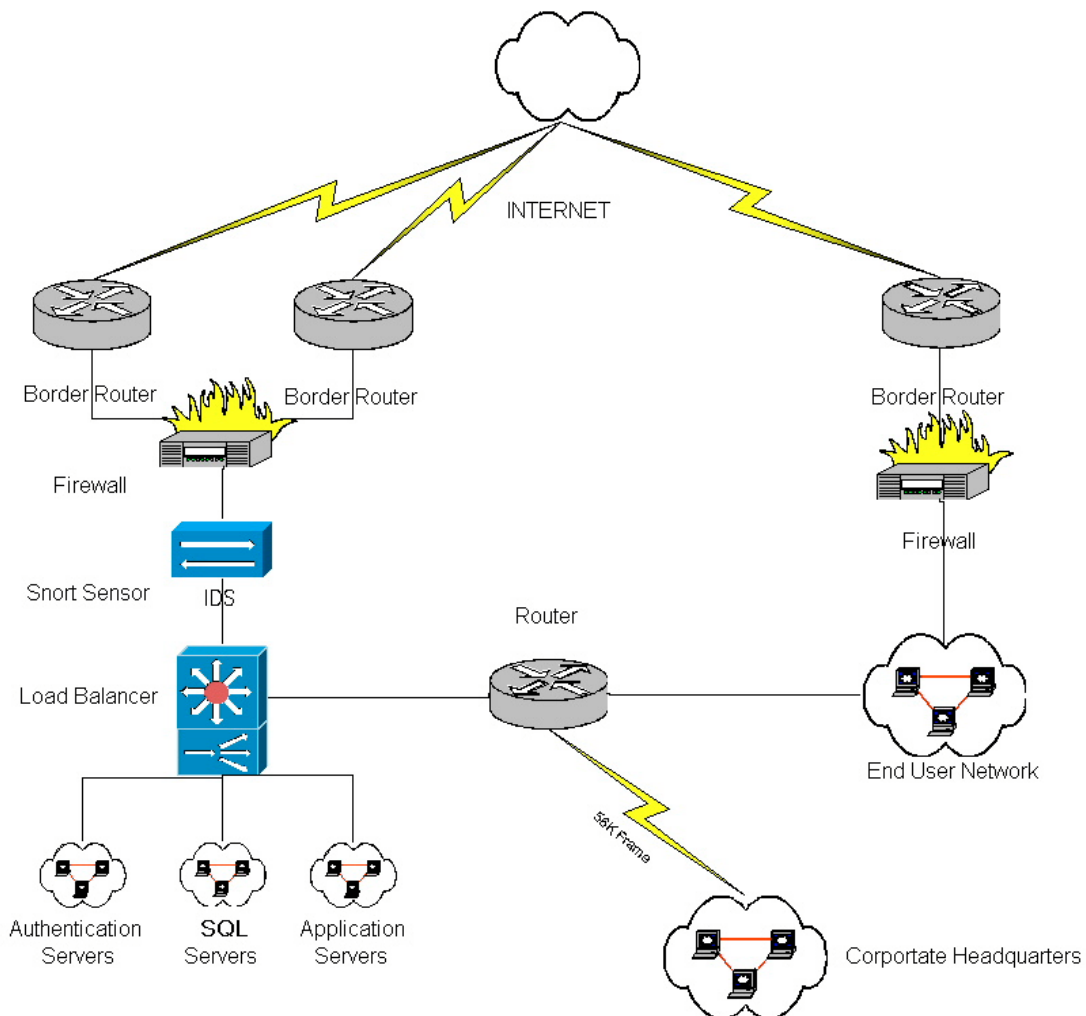 INTERNET
Border Router
Border Router
Border Router
Firewall
Firewall
Snort Sensor
IDS
Router
Load Balancer
End User Network
56K Frame
Authentication
Servers
SQL
Servers
Application
Servers
Corportate Headquarters